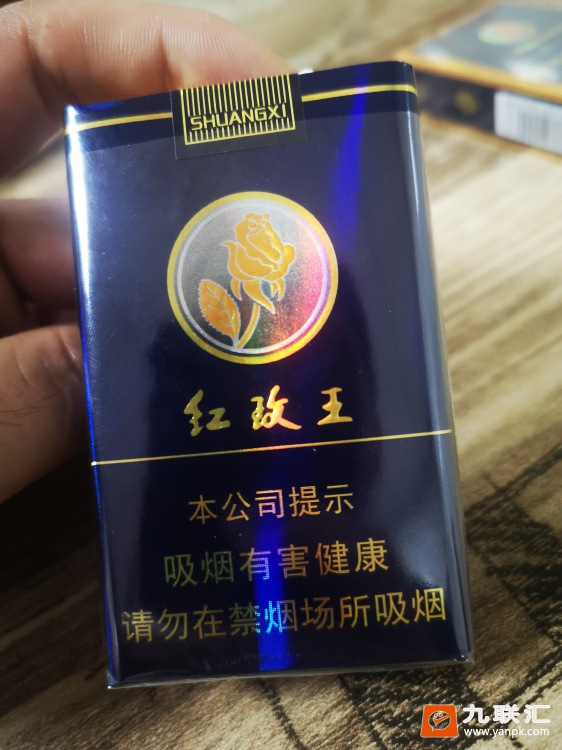 SHUANGXI
红玫王
本公司提示
吸烟有害健康
请勿在禁烟场所吸烟
九联汇
www.yanpk.com